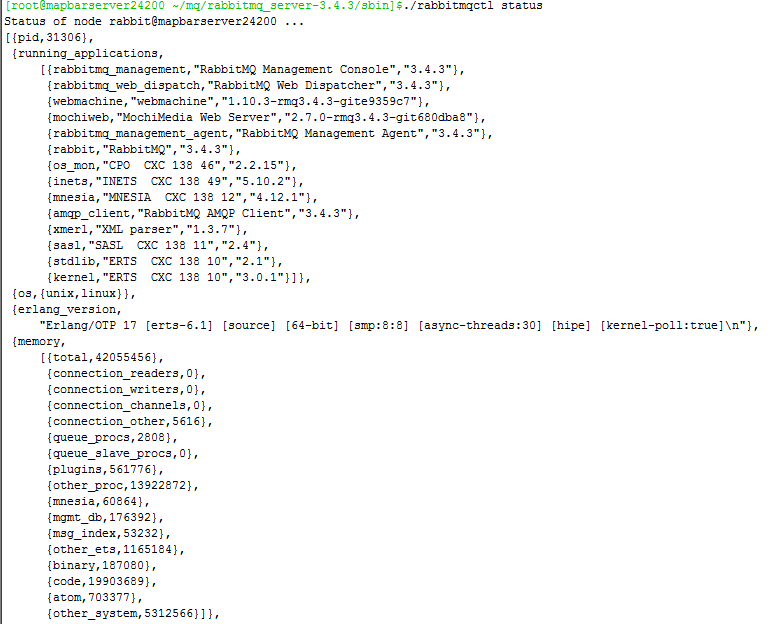 [root@mapbarserver24200 ~/mq/rabbitmq_server-3.4.3/sbin]$./rabbitmqctl status
Status of node rabbit@mapbarserver24200 ...
[{pid,31306},
 {running_applications,
     [{rabbitmq_management,"RabbitMQ Management Console","3.4.3"},
      {rabbitmq_web_dispatch,"RabbitMQ Web Dispatcher","3.4.3"},
      {webmachine,"webmachine","1.10.3-rmq3.4.3-gite9359c7"},
      {mochiweb,"MochiMedia Web Server","2.7.0-rmq3.4.3-git680dba8"},
      {rabbitmq_management_agent,"RabbitMQ Management Agent","3.4.3"},
      {rabbit,"RabbitMQ","3.4.3"},
      {os_mon,"CPO  CXC 138 46","2.2.15"},
      {inets,"INETS  CXC 138 49","5.10.2"},
      {mnesia,"MNESIA  CXC 138 12","4.12.1"},
      {amqp_client,"RabbitMQ AMQP Client","3.4.3"},
      {xmerl,"XML parser","1.3.7"},
      {sasl,"SASL  CXC 138 11","2.4"},
      {stdlib,"ERTS  CXC 138 10","2.1"},
      {kernel,"ERTS  CXC 138 10","3.0.1"}]},
 {os,{unix,linux}},
 {erlang_version,
     "Erlang/OTP 17 [erts-6.1] [source] [64-bit] [smp:8:8] [async-threads:30] [hipe] [kernel-poll:true]\n"},
 {memory,
     [{total,42055456},
      {connection_readers,0},
      {connection_writers,0},
      {connection_channels,0},
      {connection_other,5616},
      {queue_procs,2808},
      {queue_slave_procs,0},
      {plugins,561776},
      {other_proc,13922872},
      {mnesia,60864},
      {mgmt_db,176392},
      {msg_index,53232},
      {other_ets,1165184},
      {binary,187080},
      {code,19903689},
      {atom,703377},
      {other_system,5312566}]},